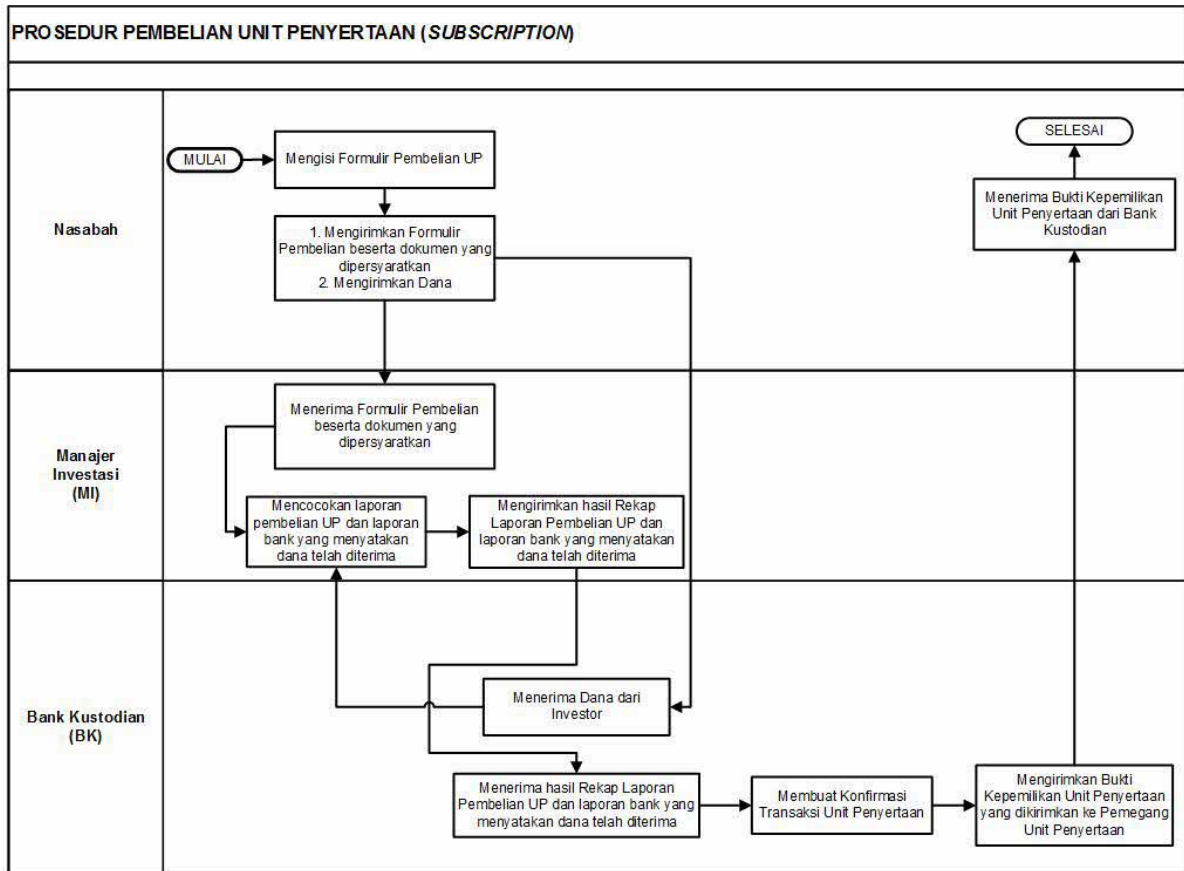 PROSEDUR PEMBELIAN UNIT PENYERTAAN (SUBSCRIPTION)
Nasabah
MULAI
Mengisi Formulir Pembelian UP
1. Mengirimkan Formulir
Pembelian beserta dokumen yang
dipersyaratkan
2. Mengirimkan Dana
SELESAI
Menerima Bukti Kepemilikan
Unit Penyertaan dari Bank
Kustodian
Manajer
Investasi
(MI)
Menerima Formulir Pembelian
beserta dokumen yang
dipersyaratkan
Mencocokan laporan
pembelian UP dan laporan
bank yang menyatakan
dana telah diterima
Mengirimkan hasil Rekap
Laporan Pembelian UP dan
laporan bank yang menyatakan
dana telah diterima
Bank Kustodian
(BK)
Menerima Dana dari
Investor
Menerima hasil Rekap Laporan
Pembelian UP dan laporan bank yang
menyatakan dana telah diterima
Membuat Konfirmasi
Transaksi Unit Penyertaan
Mengirimkan Bukti
Kepemilikan Unit Penyertaan
yang dikirimkan ke Pemegang
Unit Penyertaan